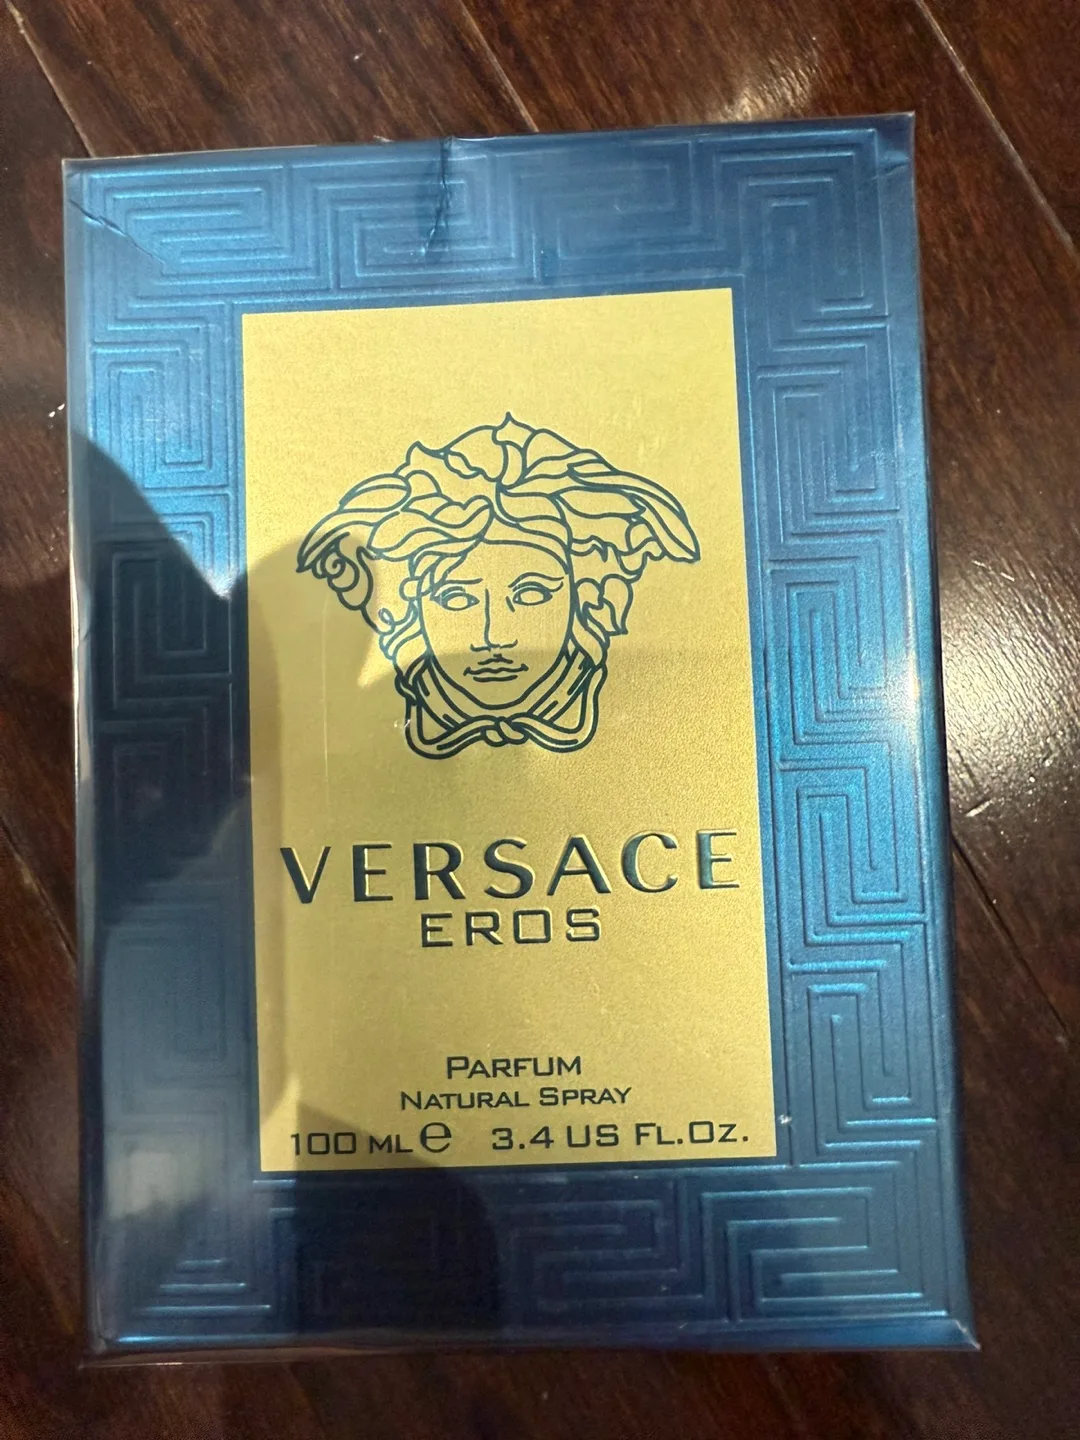 VERSACE
EROS
PARFUM
NATURAL SPRAY
100 ML ℮ 3.4 US FL.OZ.